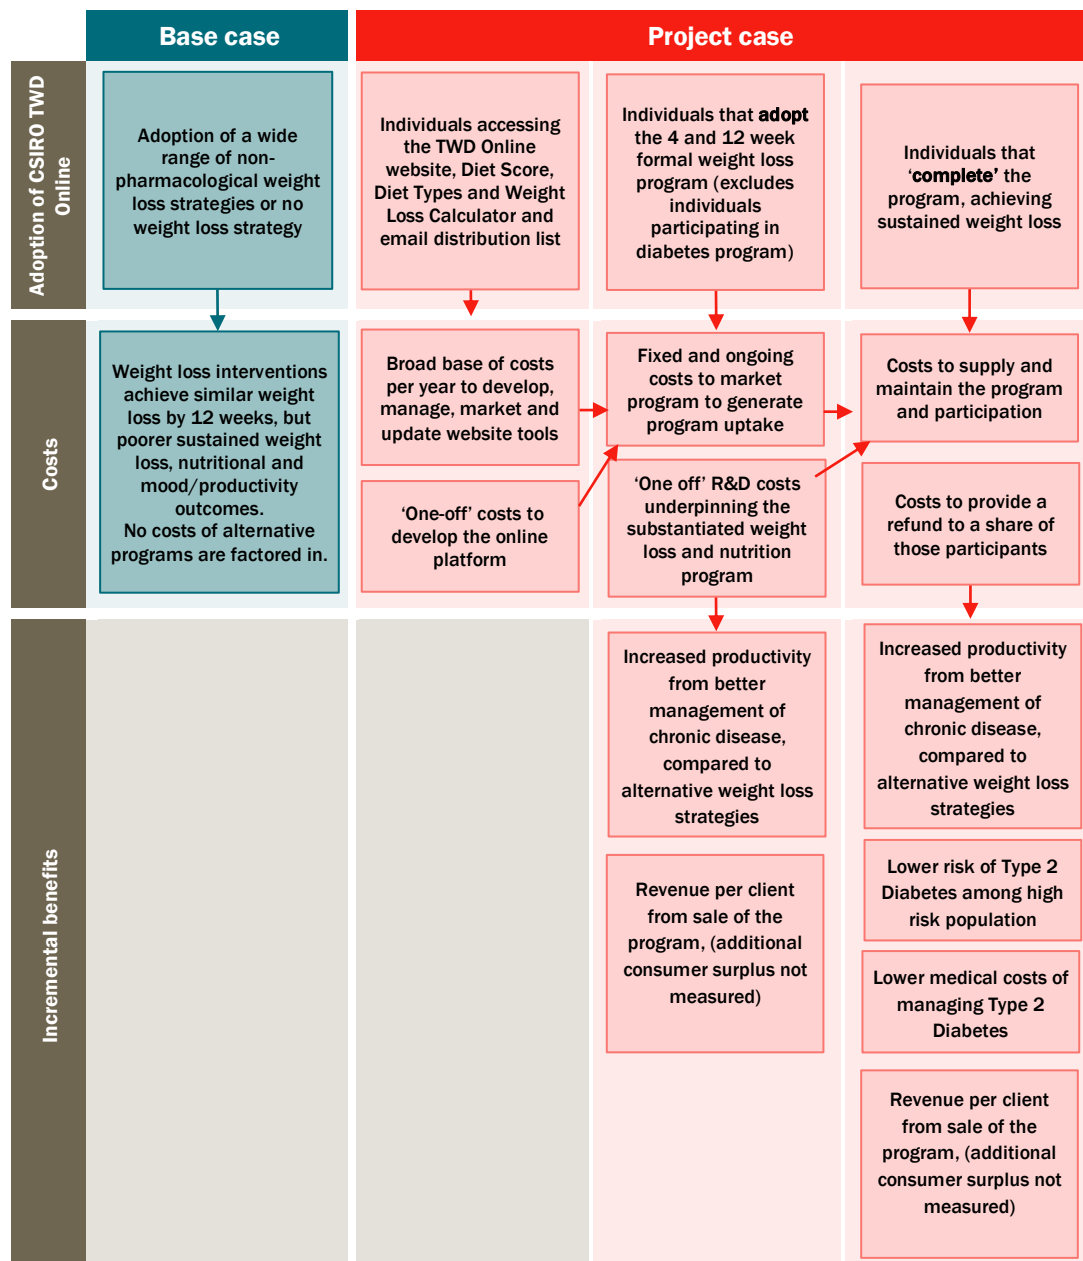 Base case
Project case
Adoption of CSIRO TWD
Online
Adoption of a wide
range of non-
pharmacological weight
loss strategies or no
weight loss strategy
Individuals accessing
the TWD Online
website, Diet Score,
Diet Types and Weight
Loss Calculator and
email distribution list
Individuals that adopt
the 4 and 12 week
formal weight loss
program (excludes
individuals
participating in
diabetes program)
Individuals that
‘complete’ the
program, achieving
sustained weight loss
Costs
Weight loss interventions
achieve similar weight
loss by 12 weeks, but
poorer sustained weight
loss, nutritional and
mood/productivity
outcomes.
No costs of alternative
programs are factored in.
Broad base of costs
per year to develop,
manage, market and
update website tools
‘One-off’ costs to
develop the online
platform
Fixed and ongoing
costs to market
program to generate
program uptake
‘One off’ R&D costs
underpinning the
substantiated weight
loss and nutrition
program
Costs to supply and
maintain the program
and participation
Costs to provide a
refund to a share of
those participants
Incremental benefits
Increased productivity
from better
management of
chronic disease,
compared to
alternative weight loss
strategies
Revenue per client
from sale of the
program, (additional
consumer surplus not
measured)
Increased productivity
from better
management of
chronic disease,
compared to
alternative weight loss
strategies
Lower risk of Type 2
Diabetes among high
risk population
Lower medical costs of
managing Type 2
Diabetes
Revenue per client
from sale of the
program, (additional
consumer surplus not
measured)